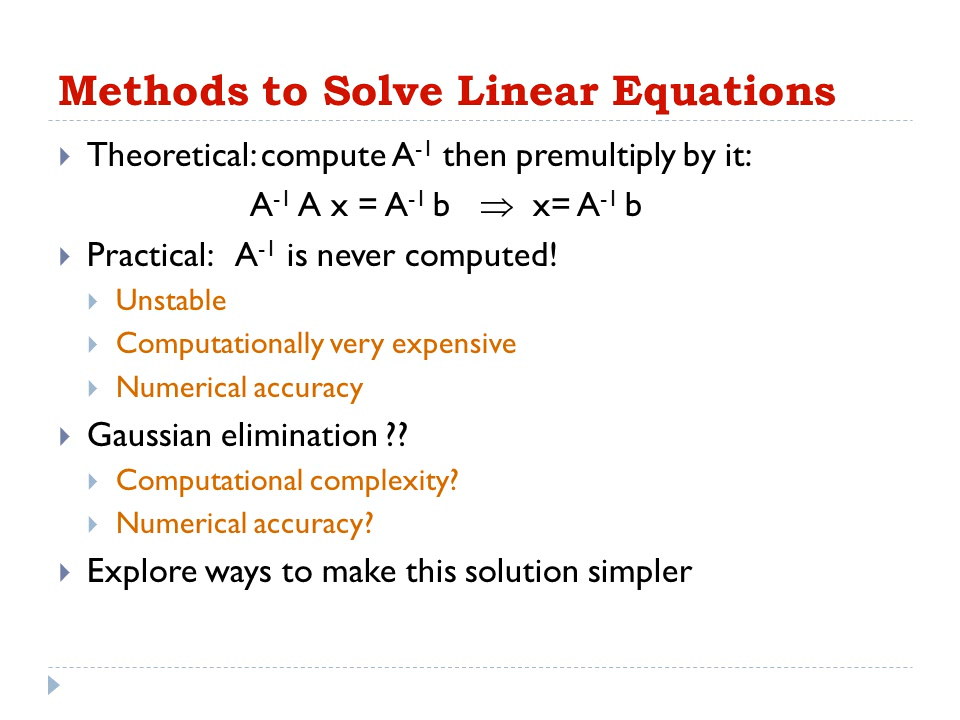 Methods to Solve Linear Equations
Theoretical: compute A⁻¹ then premultiply by it:
A⁻¹ A x = A⁻¹ b ⇒ x= A⁻¹ b
Practical: A⁻¹ is never computed!
Unstable
Computationally very expensive
Numerical accuracy
Gaussian elimination ??
Computational complexity?
Numerical accuracy?
Explore ways to make this solution simpler